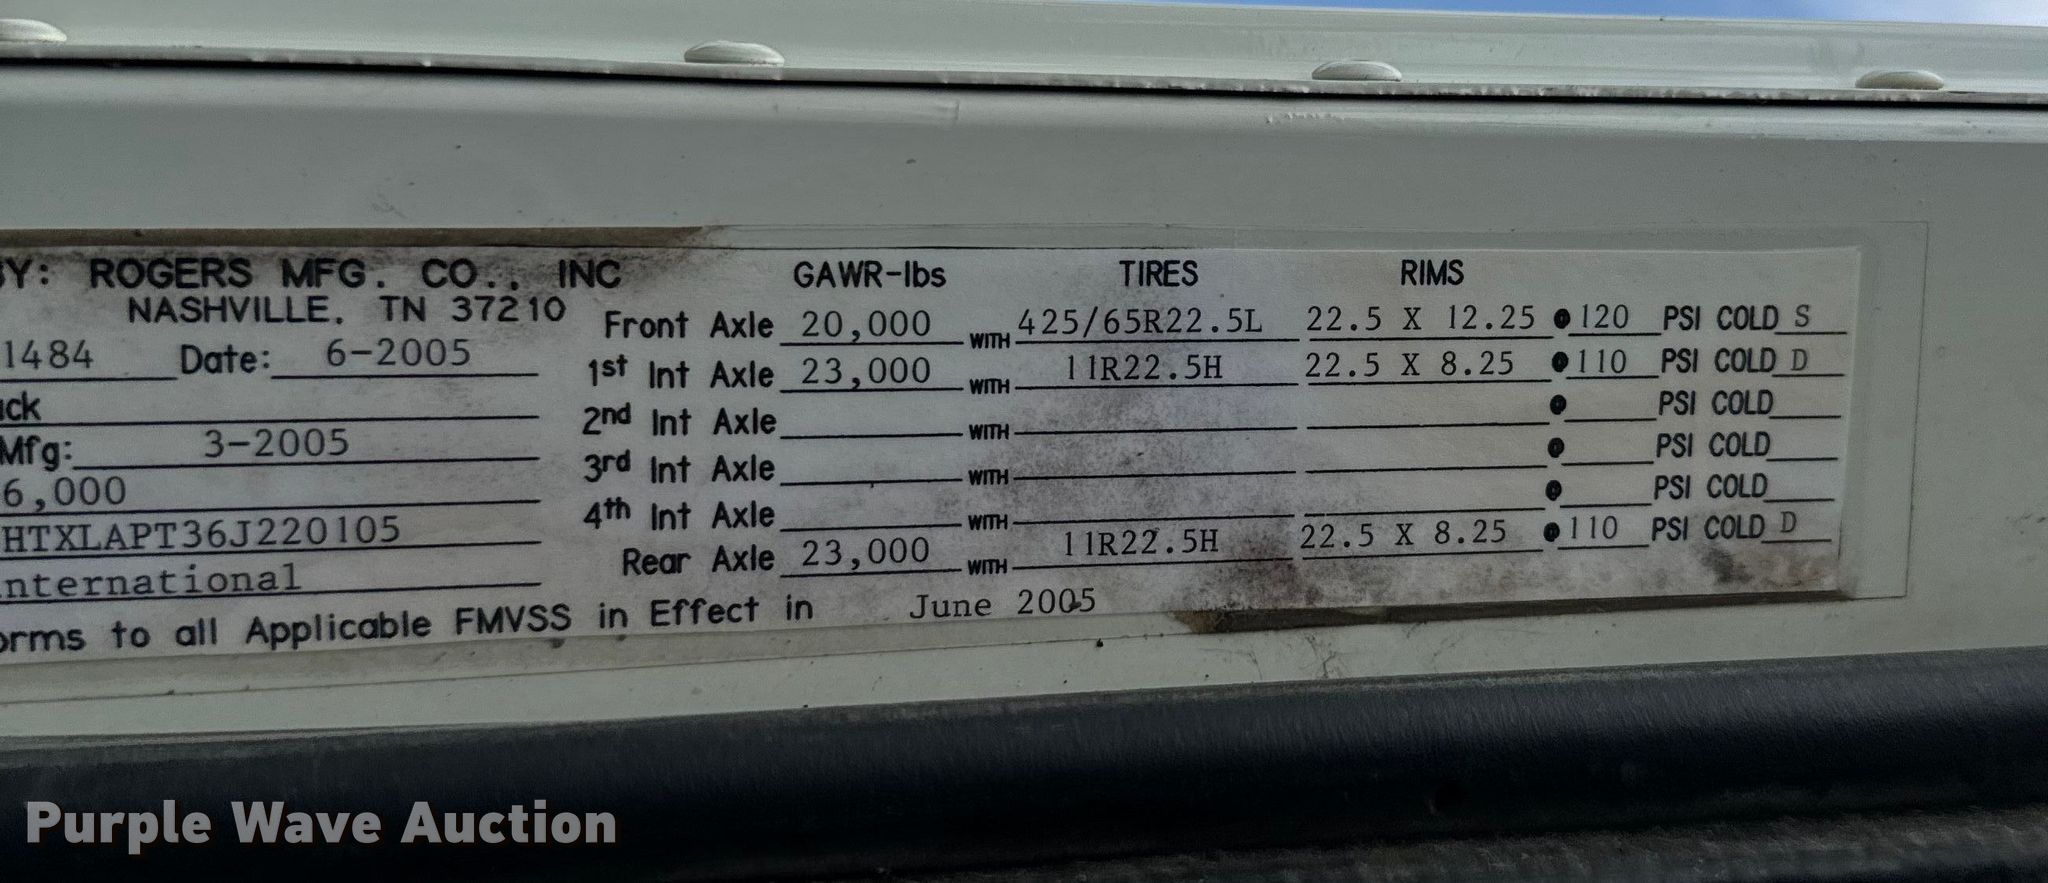 BY: ROGERS MFG. CO., INC
NASHVILLE, TN 37210
1484 Date: 6-2005
Mfg: 3-2005
6,000
HTXLAPT36J220105
nternational
orms to all Applicable FMVSS in Effect in June 2005
GAWR-lbs TIRES RIMS
Front Axle 20,000 WITH 425/65R22.5L 22.5 X 12.25 • 120 PSI COLD S
1st Int Axle 23,000 WITH 11R22.5H 22.5 X 8.25 • 110 PSI COLD D
2nd Int Axle WITH • PSI COLD
3rd Int Axle WITH • PSI COLD
4th Int Axle WITH • PSI COLD
Rear Axle 23,000 WITH 11R22.5H 22.5 X 8.25 • 110 PSI COLD D
Purple Wave Auction